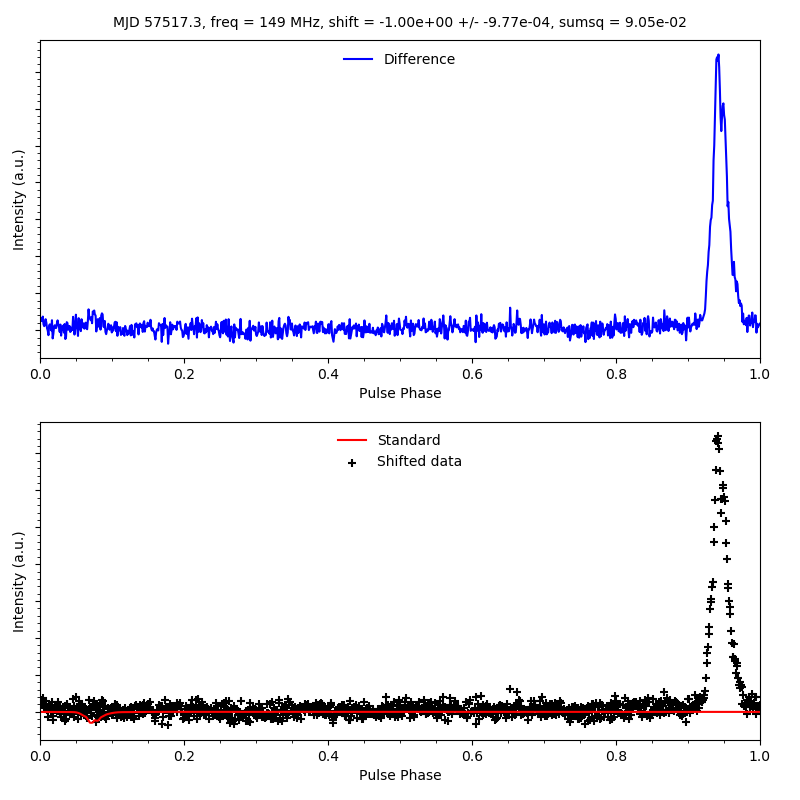 MJD 57517.3, freq = 149 MHz, shift = -1.00e+00 +/- -9.77e-04, sumsq = 9.05e-02
Difference
Intensity (a.u.)
0.0 0.2 0.4 0.6 0.8 1.0
Pulse Phase
Standard
Shifted data
Intensity (a.u.)
0.0 0.2 0.4 0.6 0.8 1.0
Pulse Phase